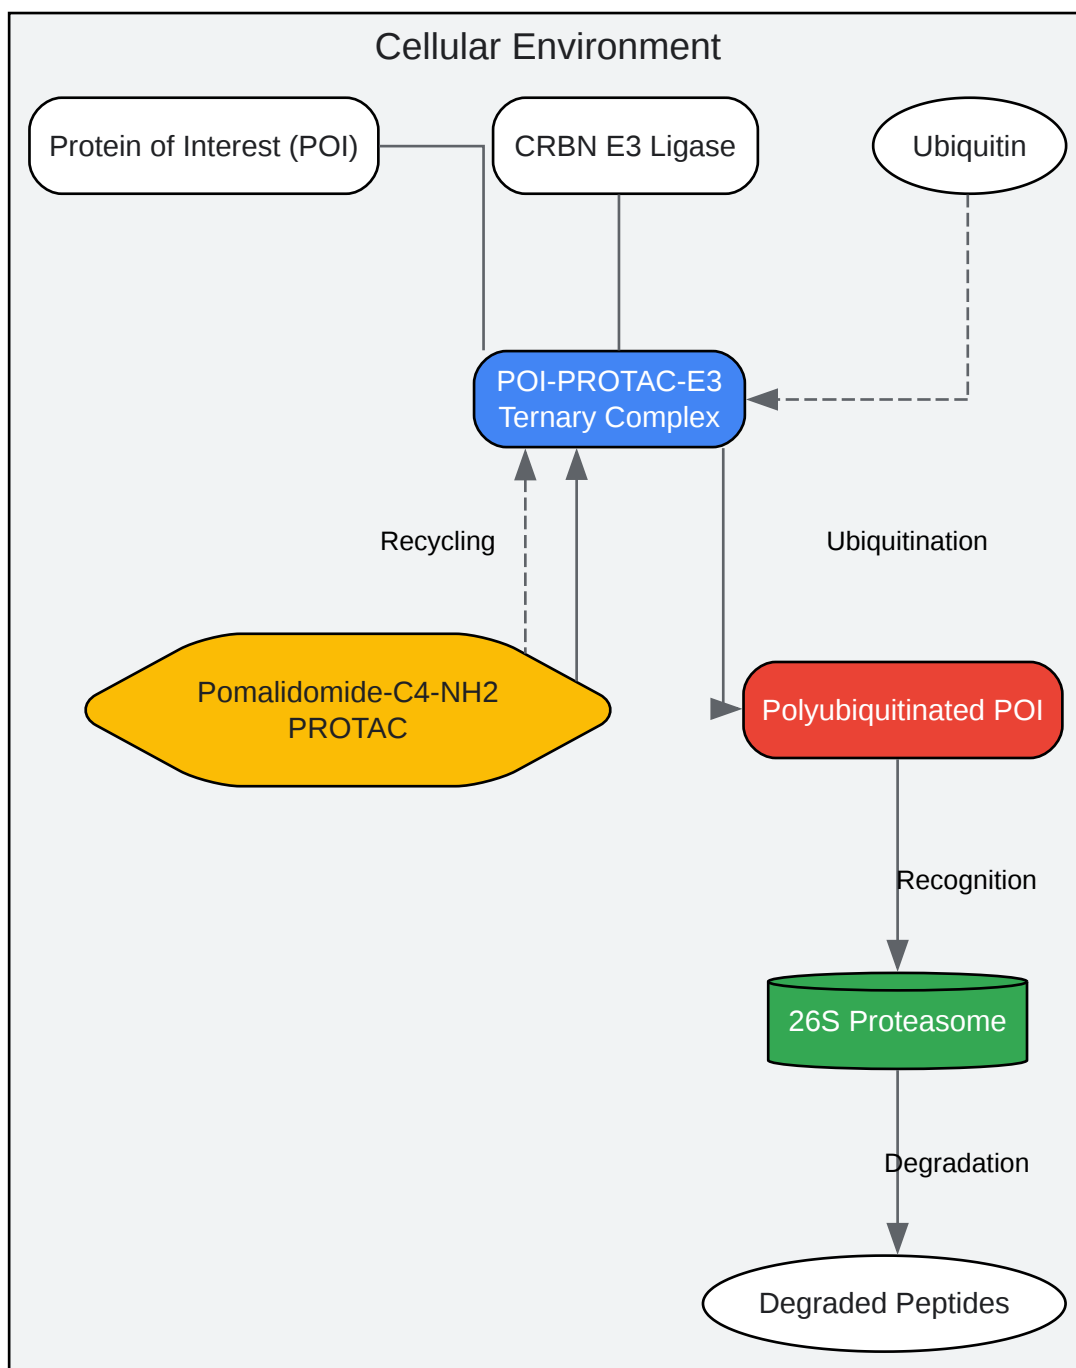 Cellular Environment
Protein of Interest (POI)
CRBN E3 Ligase
Ubiquitin
POI-PROTAC-E3
Ternary Complex
Recycling
Ubiquitination
Pomalidomide-C4-NH2
PROTAC
Polyubiquitinated POI
Recognition
26S Proteasome
Degradation
Degraded Peptides